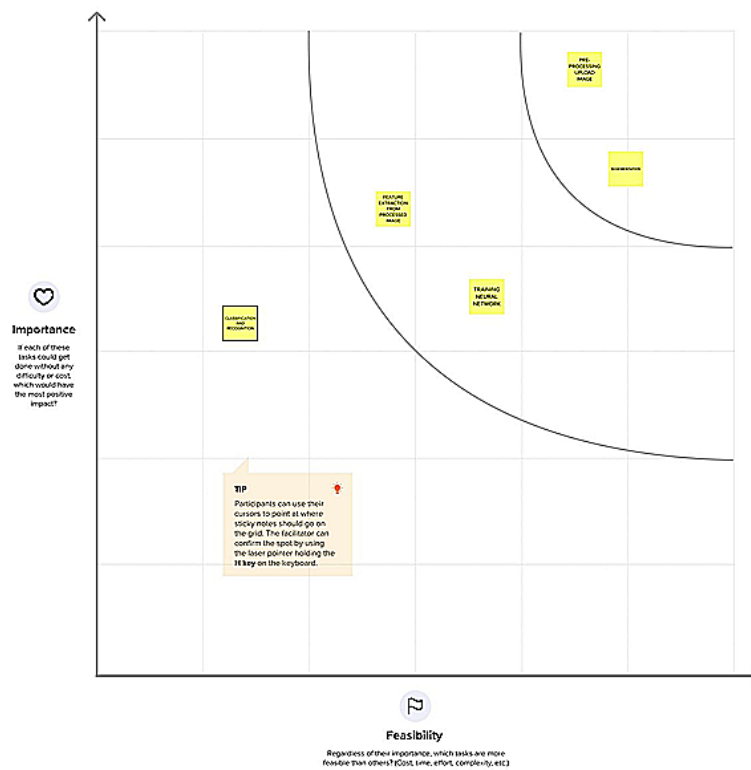 PRE-
PROCESSING
UPLOAD
IMAGE
SEGMENTATION
FEATURE
EXTRACTION
FROM
PROCESSED
IMAGE
TRAINING
NEURAL
NETWORK
CLASSIFICATION
AND
RECOGNITION
Importance
If each of these
tasks could get
done without any
difficulty or cost,
which would have
the most positive
impact?
TIP
Participants can use their
cursors to point at where
sticky notes should go on
the grid. The facilitator can
confirm the spot by using
the laser pointer holding the
H key on the keyboard.
Feasibility
Regardless of their importance, which tasks are more
feasible than others? (Cost, time, effort, complexity, etc.)